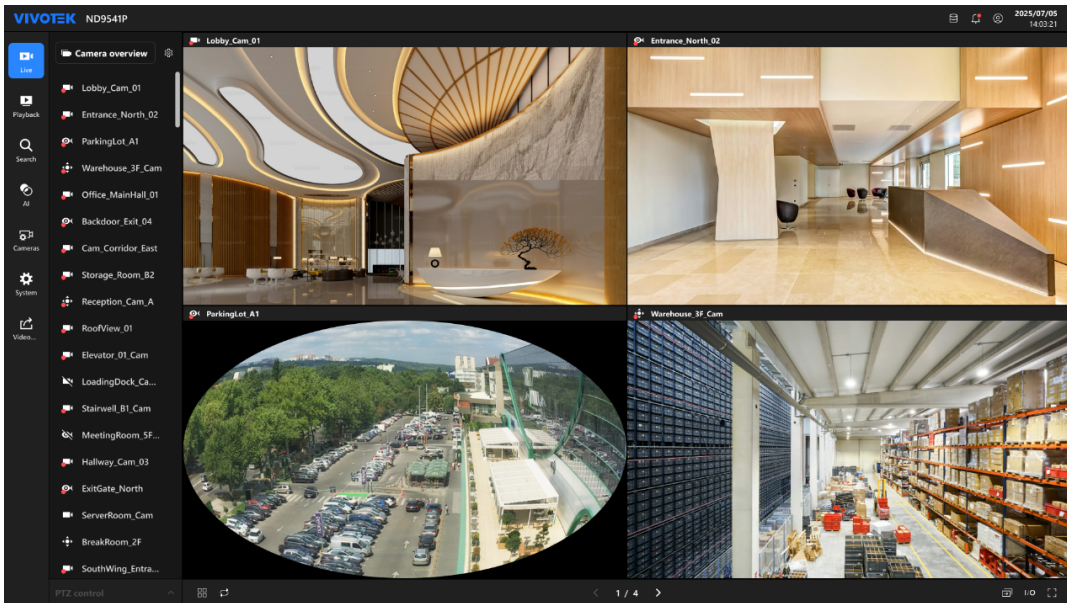 VIVOTEK ND9541P
2025/07/05
14:03:21
Live
Playback
Search
AI
Cameras
System
Video...
Camera overview
Lobby_Cam_01
Entrance_North_02
ParkingLot_A1
Warehouse_3F_Cam
Office_MainHall_01
Backdoor_Exit_04
Cam_Corridor_East
Storage_Room_B2
Reception_Cam_A
RoofView_01
Elevator_01_Cam
LoadingDock_Ca...
Stairwell_B1_Cam
MeetingRoom_5F...
Hallway_Cam_03
ExitGate_North
ServerRoom_Cam
BreakRoom_2F
SouthWing_Entra...
PTZ control
Lobby_Cam_01
Entrance_North_02
ParkingLot_A1
Warehouse_3F_Cam
1 / 4
I/O